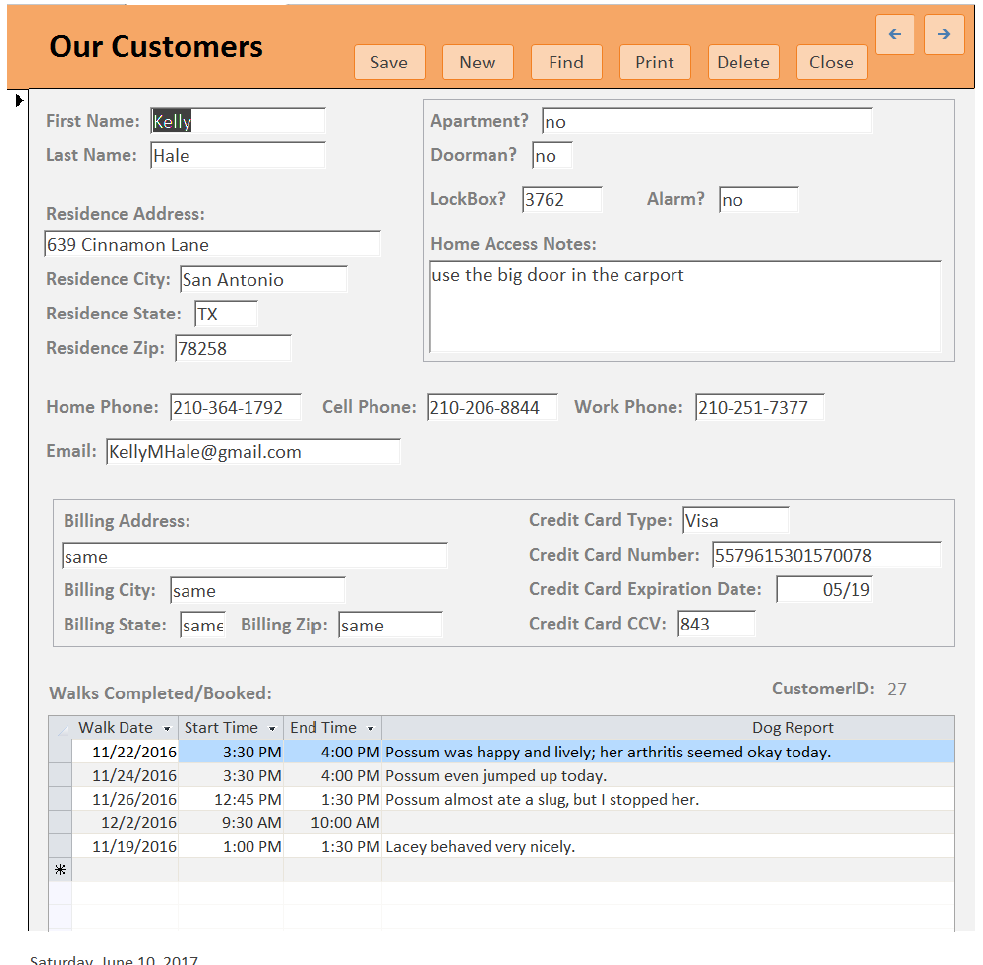 Our Customers
← →
Save New Find Print Delete Close
First Name: Kelly
Last Name: Hale
Residence Address:
639 Cinnamon Lane
Residence City: San Antonio
Residence State: TX
Residence Zip: 78258
Apartment? no
Doorman? no
LockBox? 3762 Alarm? no
Home Access Notes:
use the big door in the carport
Home Phone: 210-364-1792 Cell Phone: 210-206-8844 Work Phone: 210-251-7377
Email: KellyMHale@gmail.com
Billing Address:
same
Billing City: same
Billing State: same Billing Zip: same
Credit Card Type: Visa
Credit Card Number: 5579615301570078
Credit Card Expiration Date: 05/19
Credit Card CCV: 843
Walks Completed/Booked:
CustomerID: 27
Walk Date Start Time End Time Dog Report
11/22/2016 3:30 PM 4:00 PM Possum was happy and lively; her arthritis seemed okay today.
11/24/2016 3:30 PM 4:00 PM Possum even jumped up today.
11/26/2016 12:45 PM 1:30 PM Possum almost ate a slug, but I stopped her.
12/2/2016 9:30 AM 10:00 AM
11/19/2016 1:00 PM 1:30 PM Lacey behaved very nicely.
Saturday, June 10, 2017